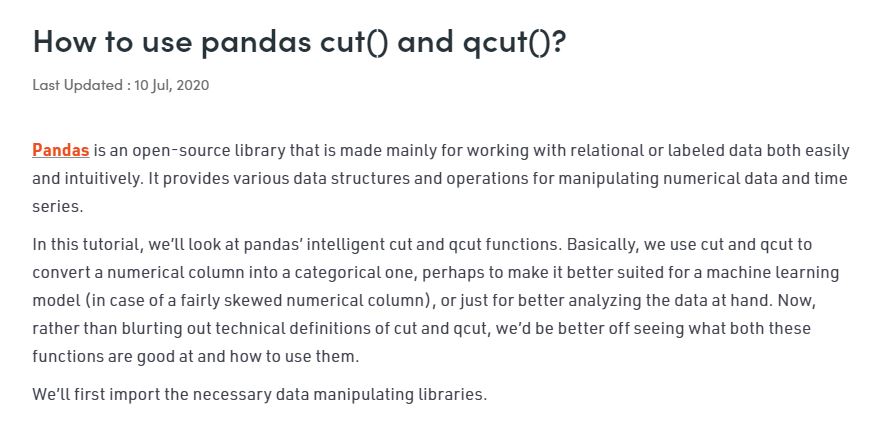 How to use pandas cut() and qcut()?
Last Updated : 10 Jul, 2020
Pandas is an open-source library that is made mainly for working with relational or labeled data both easily
and intuitively. It provides various data structures and operations for manipulating numerical data and time
series.
In this tutorial, we’ll look at pandas’ intelligent cut and qcut functions. Basically, we use cut and qcut to
convert a numerical column into a categorical one, perhaps to make it better suited for a machine learning
model (in case of a fairly skewed numerical column), or just for better analyzing the data at hand. Now,
rather than blurting out technical definitions of cut and qcut, we’d be better off seeing what both these
functions are good at and how to use them.
We’ll first import the necessary data manipulating libraries.